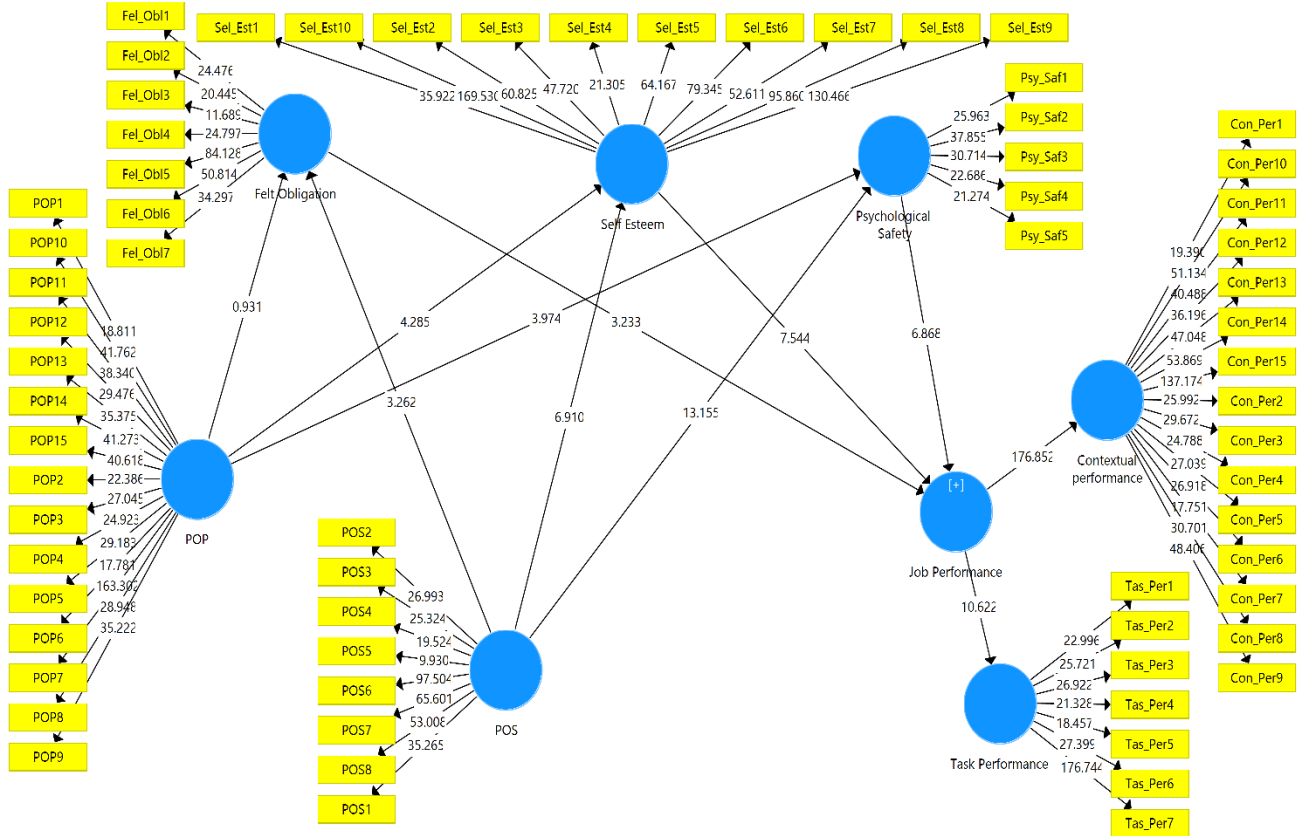 Fel_Obl1
Fel_Obl2
Fel_Obl3
Fel_Obl4
Fel_Obl5
Fel_Obl6
Fel_Obl7
24.476
20.445
11.689
24.797
84.128
50.814
34.297
Felt Obligation
Sel_Est1
Sel_Est10
Sel_Est2
Sel_Est3
Sel_Est4
Sel_Est5
Sel_Est6
Sel_Est7
Sel_Est8
Sel_Est9
35.922
169.530
60.825
47.720
21.305
64.167
79.345
52.611
95.860
130.466
Self Esteem
Psy_Saf1
Psy_Saf2
Psy_Saf3
Psy_Saf4
Psy_Saf5
25.963
37.855
30.714
22.686
21.274
Psychological
Safety
POP1
POP10
POP11
POP12
POP13
POP14
POP15
POP2
POP3
POP4
POP5
POP6
POP7
POP8
POP9
18.811
41.762
38.340
29.476
35.375
41.273
40.618
22.386
27.045
24.923
29.183
17.781
163.302
28.948
35.222
POP
0.931
4.285
3.974
3.233
3.262
6.910
13.155
7.544
6.868
POS2
POS3
POS4
POS5
POS6
POS7
POS8
POS1
26.993
25.324
19.524
9.930
97.504
65.601
53.008
35.265
POS
[+]
Job Performance
176.852
10.622
Con_Per1
Con_Per10
Con_Per11
Con_Per12
Con_Per13
Con_Per14
Con_Per15
Con_Per2
Con_Per3
Con_Per4
Con_Per5
Con_Per6
Con_Per7
Con_Per8
Con_Per9
19.390
51.134
40.486
36.196
47.048
53.869
137.174
25.992
29.672
24.788
27.039
26.918
17.751
30.701
48.406
Contextual
performance
Tas_Per1
Tas_Per2
Tas_Per3
Tas_Per4
Tas_Per5
Tas_Per6
Tas_Per7
22.996
25.721
26.922
21.328
18.457
27.399
176.744
Task Performance